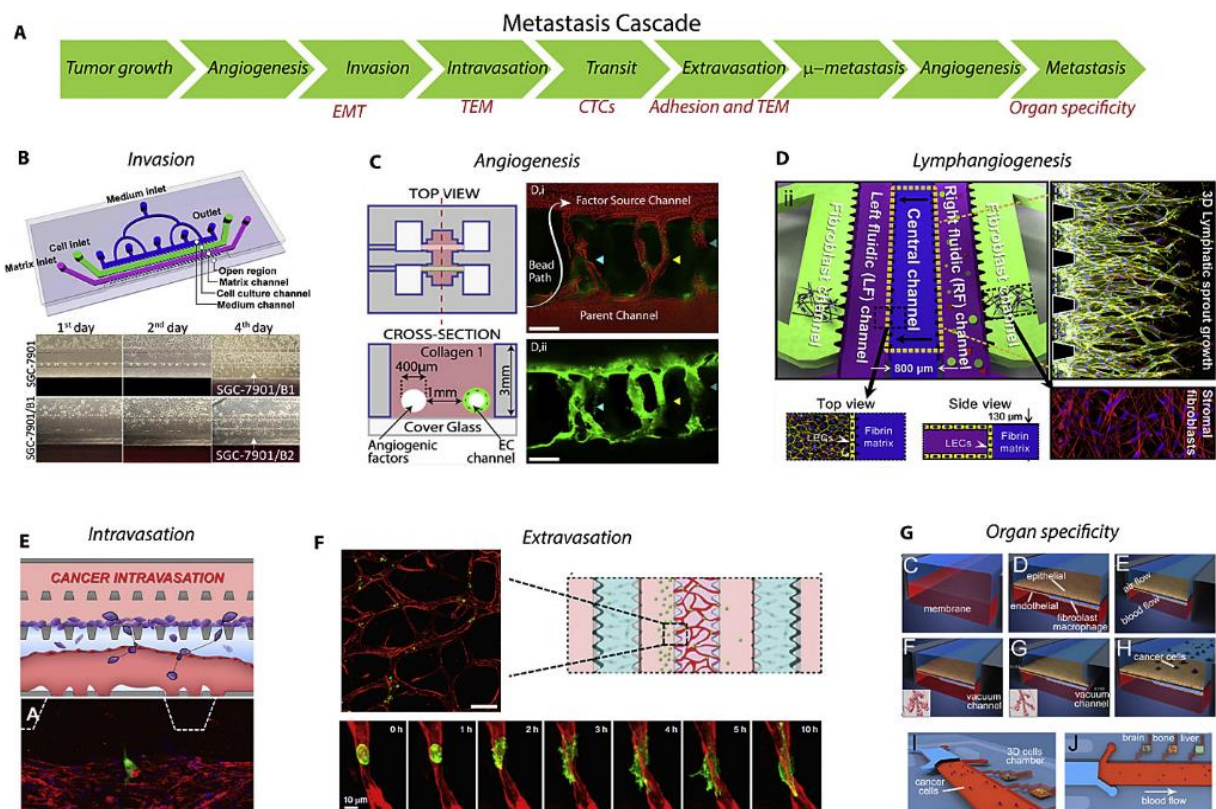 Metastasis Cascade
A
Tumor growth
Angiogenesis
Invasion
Intravasation
Transit
Extravasation
μ-metastasis
Angiogenesis
Metastasis
EMT
TEM
CTCs
Adhesion and TEM
Organ specificity
B
Invasion
Medium inlet
Outlet
Cell inlet
Matrix inlet
Open region
Matrix channel
Cell culture channel
Medium channel
1st day
2nd day
4th day
SGC-7901
SGC-7901/B1
SGC-7901/B1
SGC-7901/B2
C
Angiogenesis
TOP VIEW
CROSS-SECTION
Collagen 1
400μm
1mm
3mm
Cover Glass
Angiogenic
factors
EC
channel
D,i
Factor Source Channel
Bead
Path
Parent Channel
D,ii
D
Lymphangiogenesis
ii
Fibroblast channel
Left fluidic (LF) channel
Central channel
Right fluidic (RF) channel
Fibroblast channel
800 μm
3D Lymphatic sprout growth
Top view
LECs
Fibrin
matrix
Side view
130 μm
LECs
Fibrin
matrix
Stromal
fibroblasts
E
Intravasation
CANCER INTRAVASATION
A
F
Extravasation
0 h
1 h
2 h
3 h
4 h
5 h
10 h
10 μm
G
Organ specificity
C
membrane
D
epithelial
endothelial
fibroblast
macrophage
E
air flow
blood flow
F
vacuum
channel
G
vacuum
channel
H
cancer cells
I
3D cells
chamber
cancer
cells
J
brain
bone
liver
blood flow